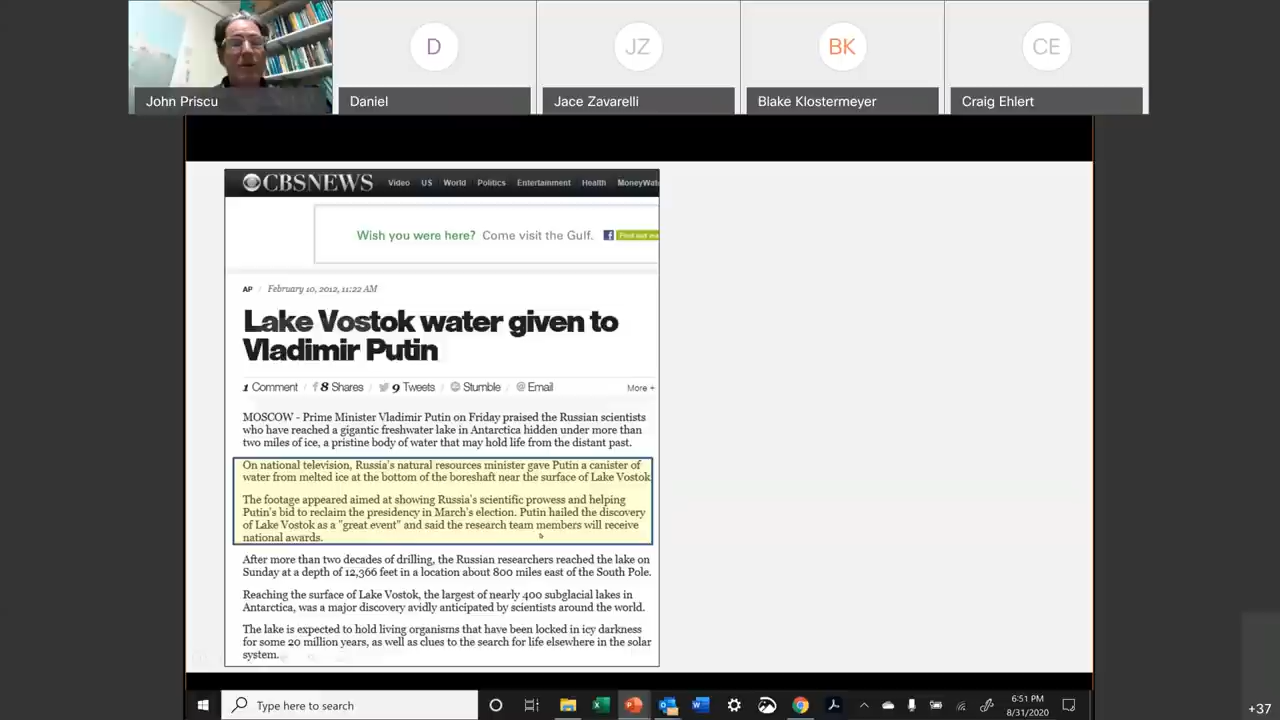 D
JZ
BK
CE
John Priscu
Daniel
Jace Zavarelli
Blake Klostermeyer
Craig Ehlert
CBSNEWS Video US World Politics Entertainment Health MoneyWat
Wish you were here? Come visit the Gulf. f Find out
AP / February 10, 2012, 11:22 AM
Lake Vostok water given to
Vladimir Putin
1 Comment / f 8 Shares / 9 Tweets / Stumble / @ Email More +
MOSCOW - Prime Minister Vladimir Putin on Friday praised the Russian scientists
who have reached a gigantic freshwater lake in Antarctica hidden under more than
two miles of ice, a pristine body of water that may hold life from the distant past.
On national television, Russia's natural resources minister gave Putin a canister of
water from melted ice at the bottom of the boreshaft near the surface of Lake Vostok
The footage appeared aimed at showing Russia's scientific prowess and helping
Putin's bid to reclaim the presidency in March's election. Putin hailed the discovery
of Lake Vostok as a "great event" and said the research team members will receive
national awards.
After more than two decades of drilling, the Russian researchers reached the lake on
Sunday at a depth of 12,366 feet in a location about 800 miles east of the South Pole.
Reaching the surface of Lake Vostok, the largest of nearly 400 subglacial lakes in
Antarctica, was a major discovery avidly anticipated by scientists around the world.
The lake is expected to hold living organisms that have been locked in icy darkness
for some 20 million years, as well as clues to the search for life elsewhere in the solar
system.
Type here to search
6:51 PM
8/31/2020
+37